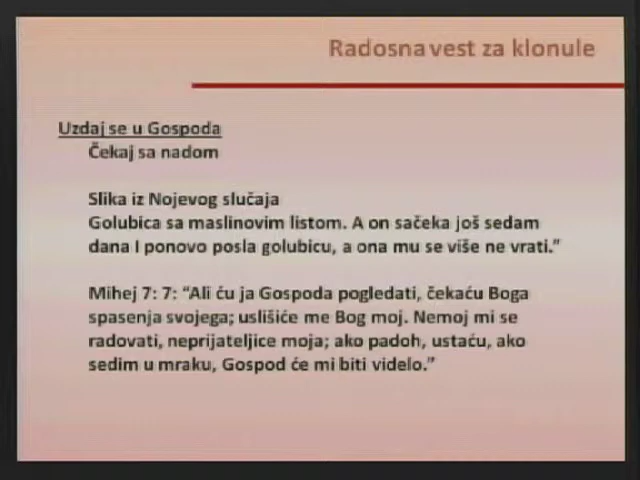 Radosna vest za klonule
Uzdaj se u Gospoda
Čekaj sa nadom
Slika iz Nojevog slučaja
Golubica sa maslinovim listom. A on sačeka još sedam
dana I ponovo posla golubicu, a ona mu se više ne vrati.”
Mihej 7: 7: “Ali ću ja Gospoda pogledati, čekaću Boga
spasenja svojega; uslišiće me Bog moj. Nemoj mi se
radovati, neprijateljice moja; ako padoh, ustaću, ako
sedim u mraku, Gospod će mi biti videlo.”